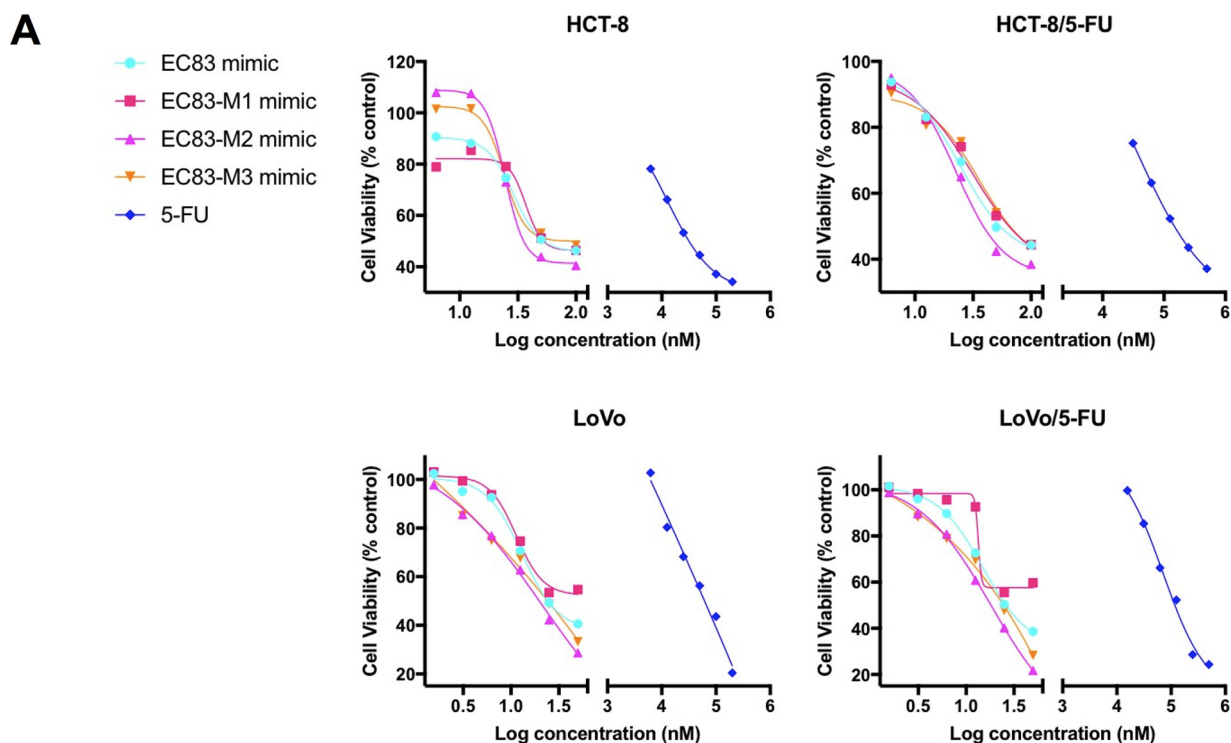 A
EC83 mimic
EC83-M1 mimic
EC83-M2 mimic
EC83-M3 mimic
5-FU
HCT-8
Cell Viability (% control)
120
100
80
60
40
1.0 1.5 2.0 3 4 5 6
Log concentration (nM)
HCT-8/5-FU
Cell Viability (% control)
100
80
60
40
1.0 1.5 2.0 3 4 5 6
Log concentration (nM)
LoVo
Cell Viability (% control)
100
80
60
40
20
0.5 1.0 1.5 3 4 5 6
Log concentration (nM)
LoVo/5-FU
Cell Viability (% control)
100
80
60
40
20
0.5 1.0 1.5 3 4 5 6
Log concentration (nM)